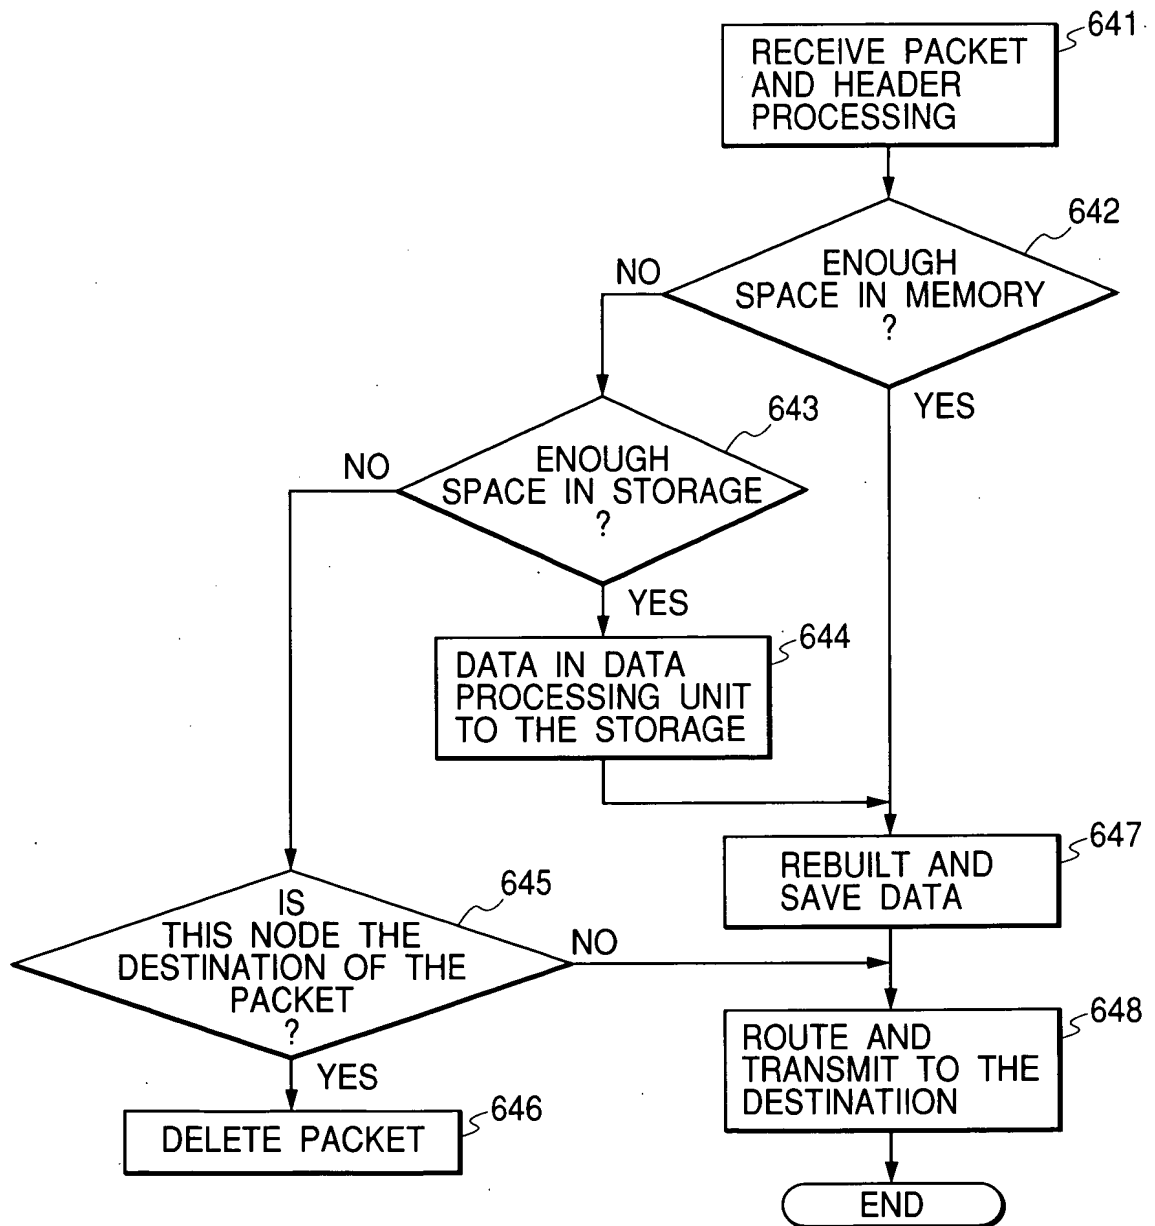 641
RECEIVE PACKET
AND HEADER
PROCESSING
642
ENOUGH
SPACE IN MEMORY
?
NO
YES
643
ENOUGH
SPACE IN STORAGE
?
NO
YES
644
DATA IN DATA
PROCESSING UNIT
TO THE STORAGE
647
REBUILT AND
SAVE DATA
645
IS
THIS NODE THE
DESTINATION OF THE
PACKET
?
NO
YES
648
ROUTE AND
TRANSMIT TO THE
DESTINATIION
646
DELETE PACKET
END